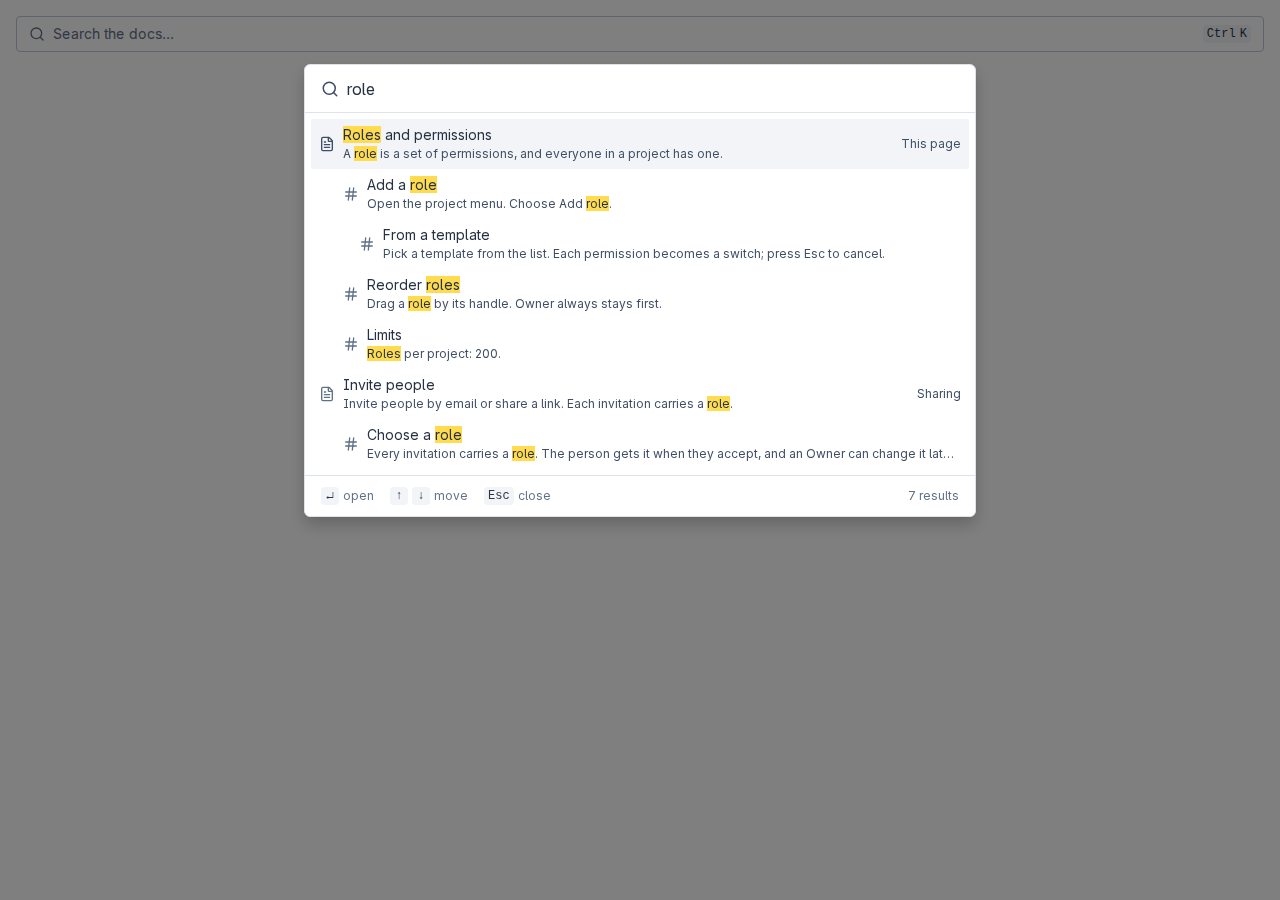 Search the docs...
Ctrl K
role
Roles and permissions
This page
A role is a set of permissions, and everyone in a project has one.
Add a role
Open the project menu. Choose Add role.
From a template
Pick a template from the list. Each permission becomes a switch; press Esc to cancel.
Reorder roles
Drag a role by its handle. Owner always stays first.
Limits
Roles per project: 200.
Invite people
Sharing
Invite people by email or share a link. Each invitation carries a role.
Choose a role
Every invitation carries a role. The person gets it when they accept, and an Owner can change it lat…
↵ open ↑ ↓ move Esc close
7 results